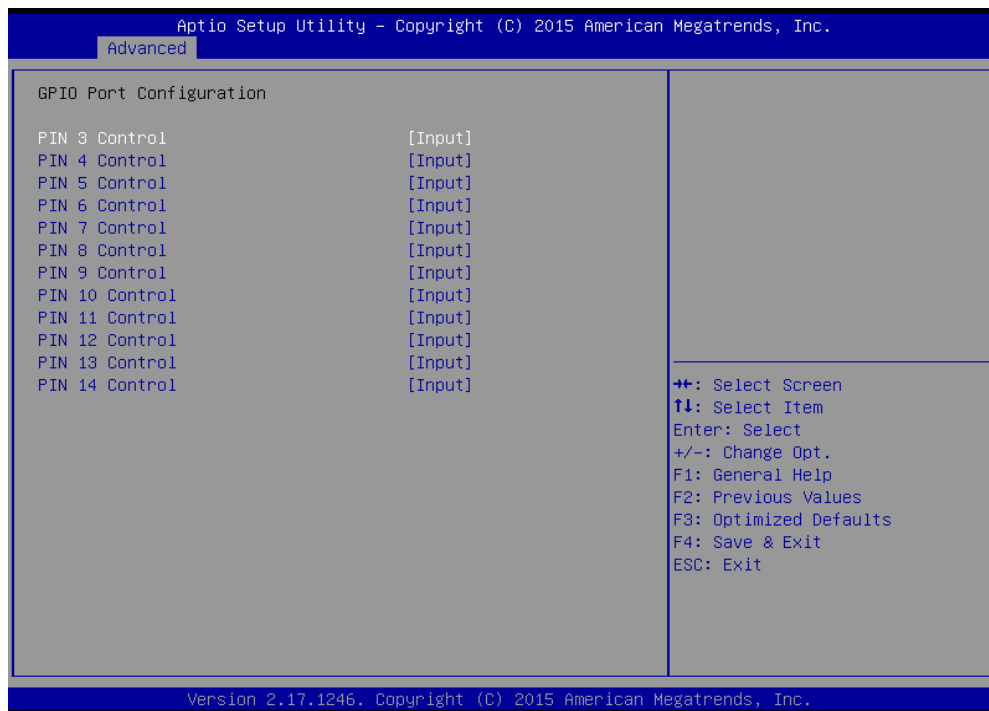 Aptio Setup Utility – Copyright (C) 2015 American Megatrends, Inc.
Advanced
GPIO Port Configuration
PIN 3 Control [Input]
PIN 4 Control [Input]
PIN 5 Control [Input]
PIN 6 Control [Input]
PIN 7 Control [Input]
PIN 8 Control [Input]
PIN 9 Control [Input]
PIN 10 Control [Input]
PIN 11 Control [Input]
PIN 12 Control [Input]
PIN 13 Control [Input]
PIN 14 Control [Input]
→←: Select Screen
↑↓: Select Item
Enter: Select
+/-: Change Opt.
F1: General Help
F2: Previous Values
F3: Optimized Defaults
F4: Save & Exit
ESC: Exit
Version 2.17.1246. Copyright (C) 2015 American Megatrends, Inc.